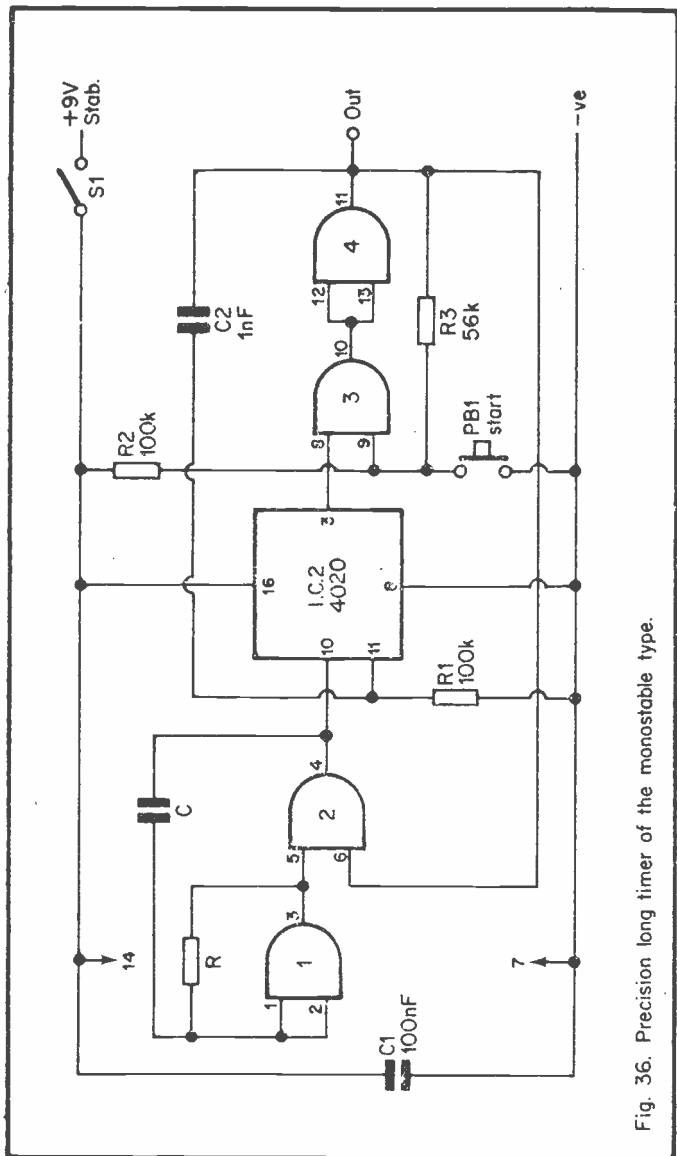 +9V
Stab.
S1
Out
-ve
C2
1nF
R2
100k
R3
56k
PB1
start
4
12
13
11
3
8
9
10
16
I.C.2
4020
3
8
10
11
R1
100k
C
2
5
6
4
R
1
1
2
3
14
7
C1
100nF
Fig. 36. Precision long timer of the monostable type.